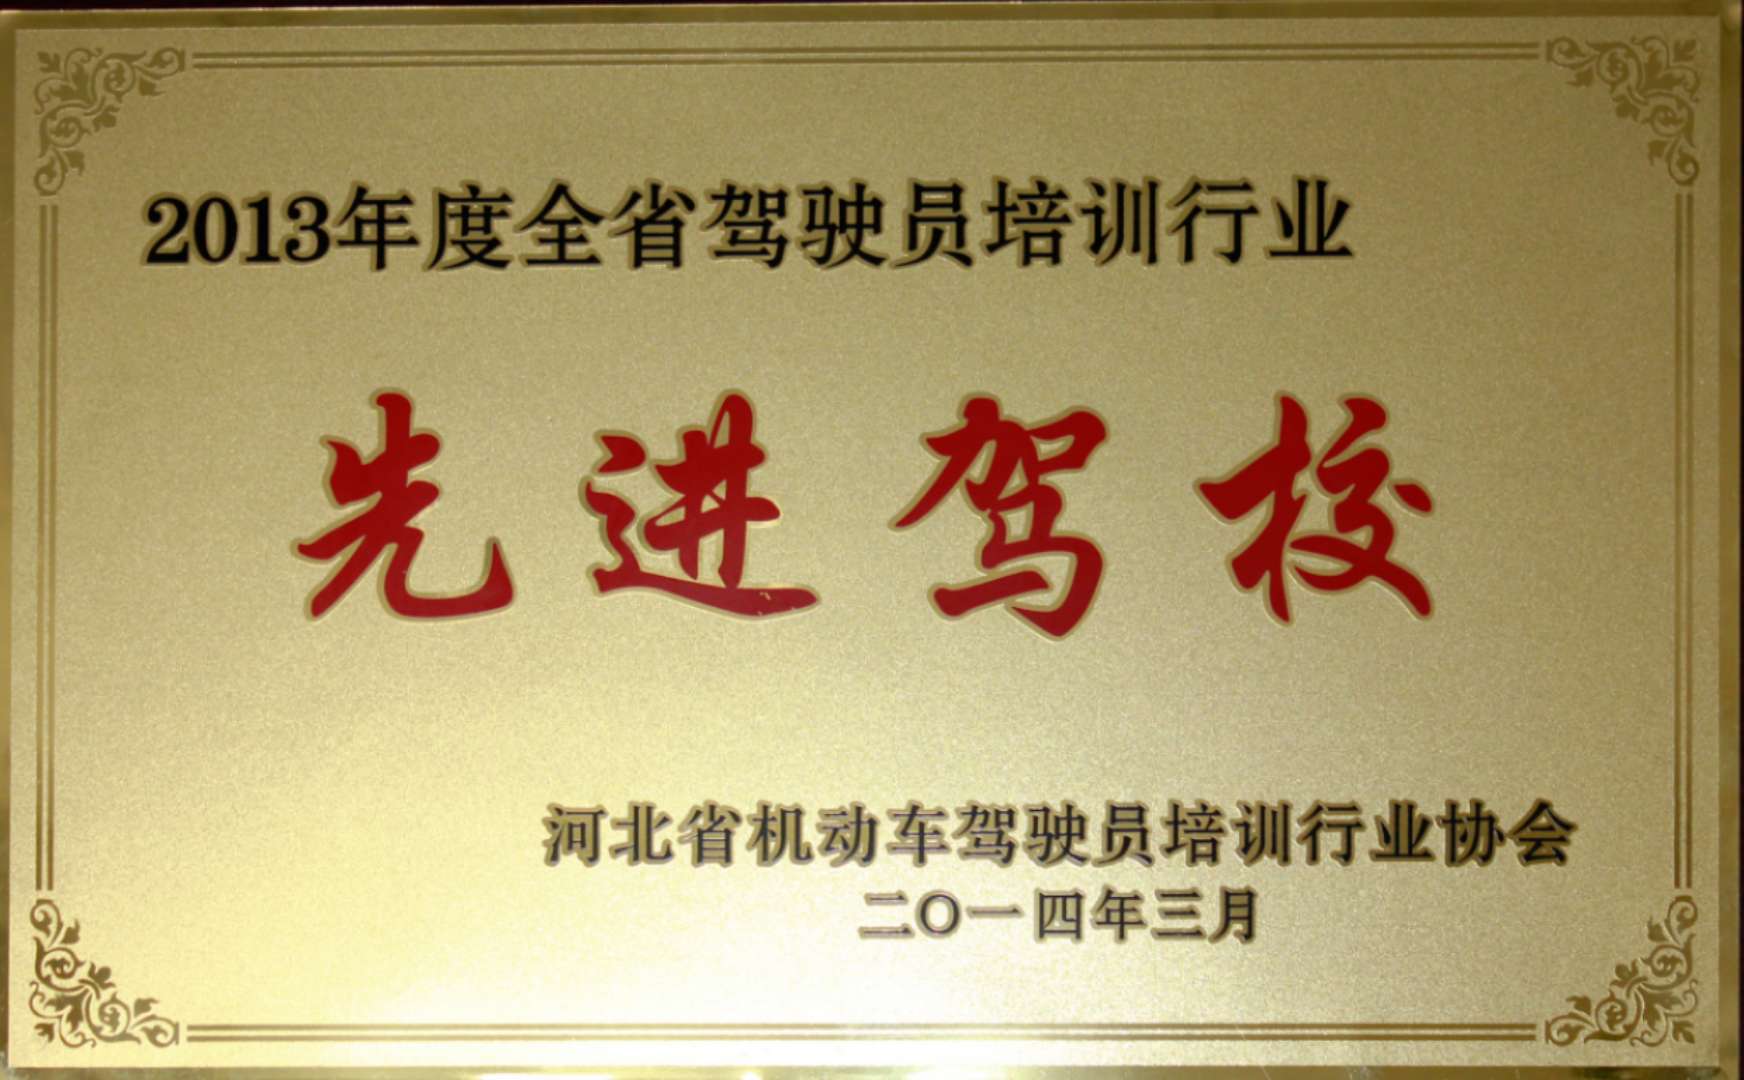 2013年度全省驾驶员培训行业
先进驾校
河北省机动车驾驶员培训行业协会
二〇一四年三月